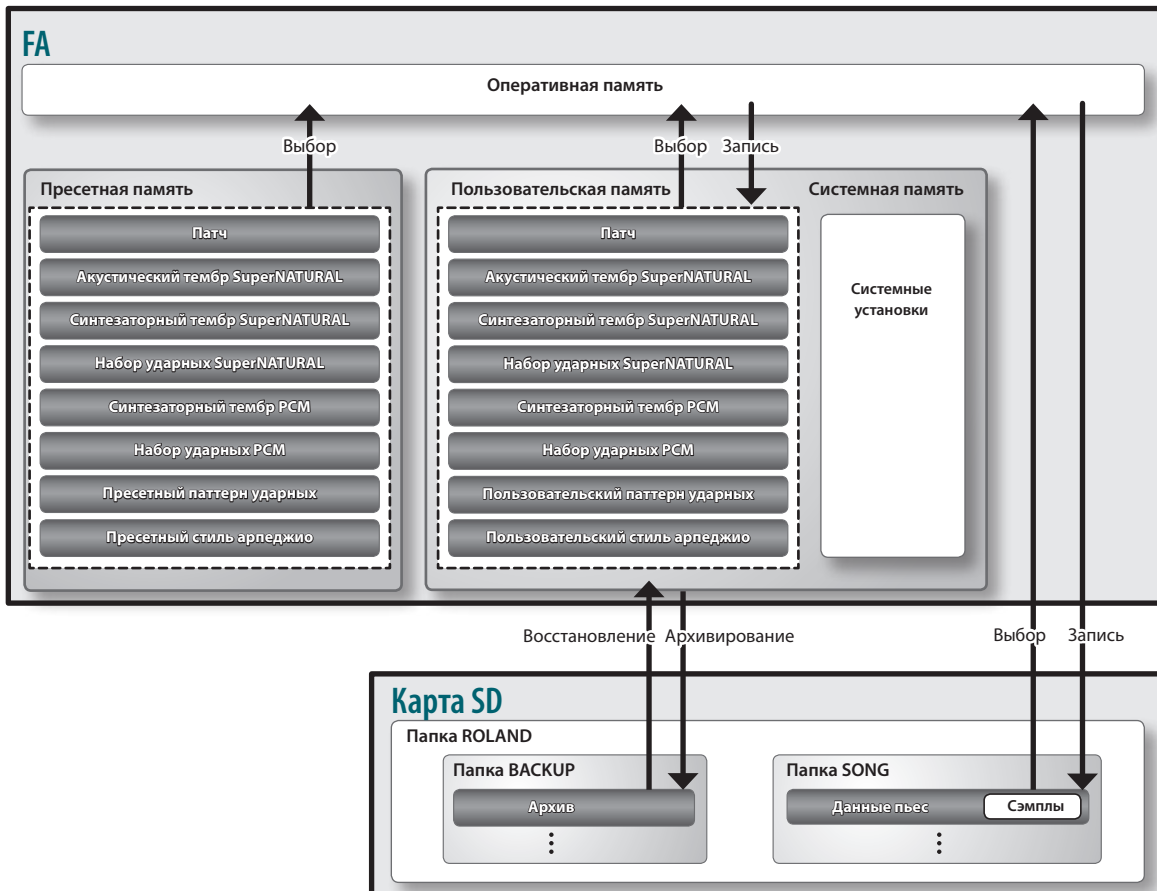 FA
Оперативная память
Выбор
Выбор
Запись
Пресетная память
Патч
Акустический тембр SuperNATURAL
Синтезаторный тембр SuperNATURAL
Набор ударных SuperNATURAL
Синтезаторный тембр PCM
Набор ударных PCM
Пресетный паттерн ударных
Пресетный стиль арпеджио
Пользовательская память
Патч
Акустический тембр SuperNATURAL
Синтезаторный тембр SuperNATURAL
Набор ударных SuperNATURAL
Синтезаторный тембр PCM
Набор ударных PCM
Пользовательский паттерн ударных
Пользовательский стиль арпеджио
Системная память
Системные
установки
Восстановление
Архивирование
Выбор
Запись
Карта SD
Папка ROLAND
Папка BACKUP
Архив
Папка SONG
Данные пьес
Сэмплы